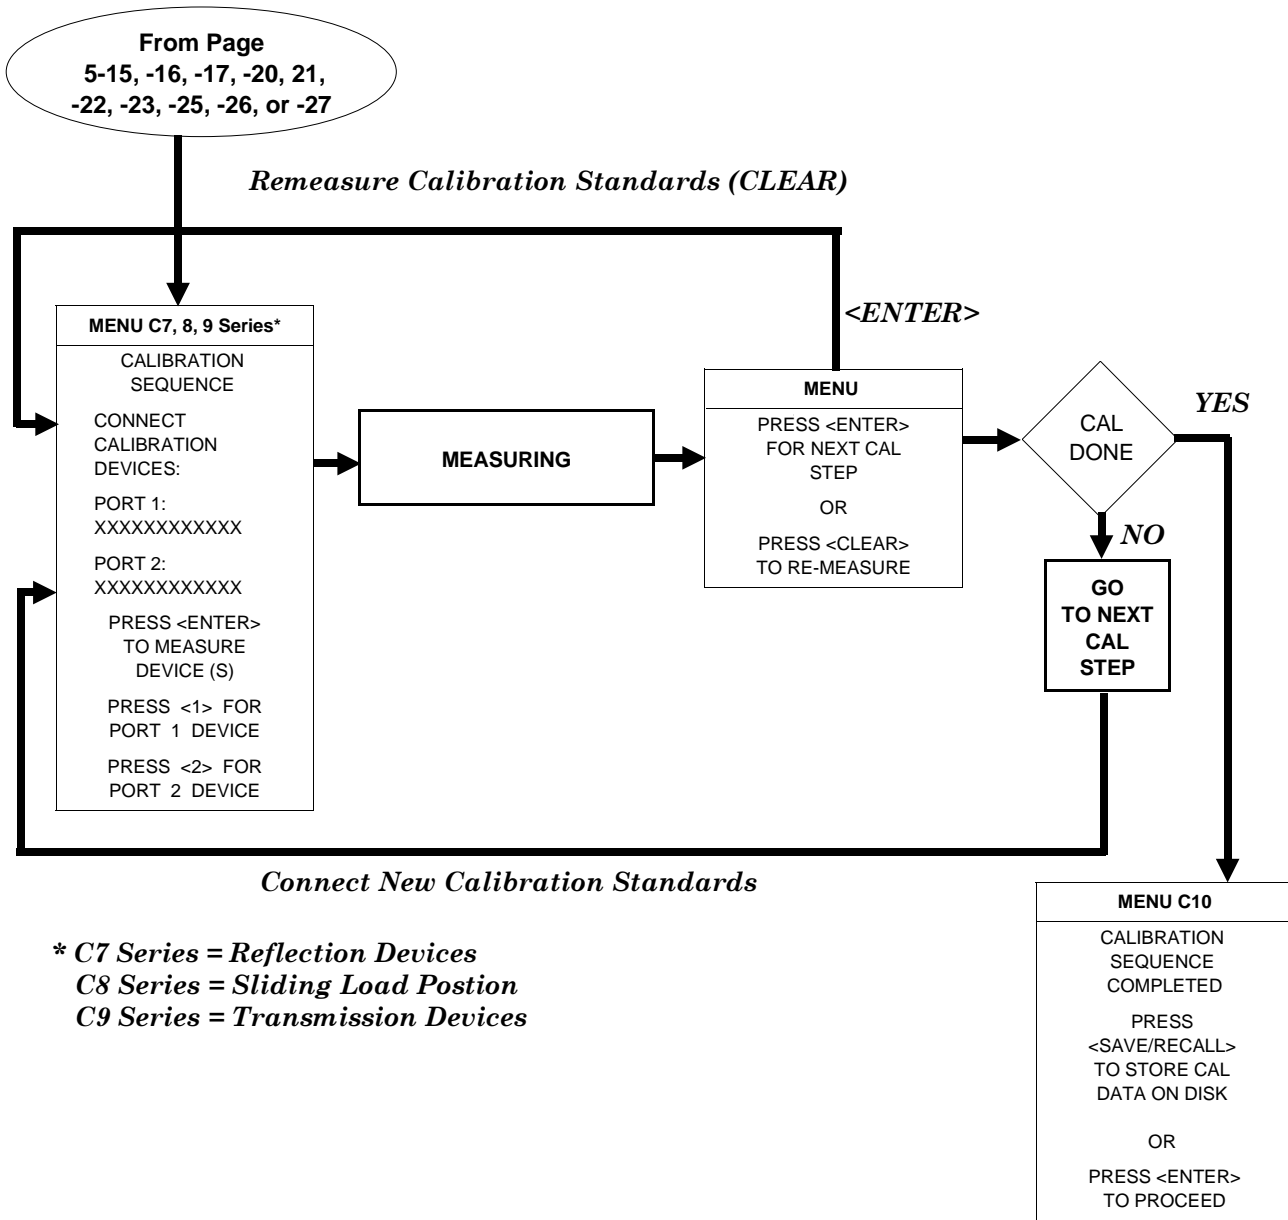 From Page
5-15, -16, -17, -20, 21,
-22, -23, -25, -26, or -27
Remeasure Calibration Standards (CLEAR)
<ENTER>
MENU C7, 8, 9 Series*
CALIBRATION
SEQUENCE
CONNECT
CALIBRATION
DEVICES:
PORT 1:
XXXXXXXXXXXX
PORT 2:
XXXXXXXXXXXX
PRESS <ENTER>
TO MEASURE
DEVICE (S)
PRESS <1> FOR
PORT 1 DEVICE
PRESS <2> FOR
PORT 2 DEVICE
MEASURING
MENU
PRESS <ENTER>
FOR NEXT CAL
STEP
OR
PRESS <CLEAR>
TO RE-MEASURE
CAL
DONE
YES
NO
GO
TO NEXT
CAL
STEP
Connect New Calibration Standards
MENU C10
CALIBRATION
SEQUENCE
COMPLETED
PRESS
<SAVE/RECALL>
TO STORE CAL
DATA ON DISK
OR
PRESS <ENTER>
TO PROCEED
* C7 Series = Reflection Devices
C8 Series = Sliding Load Postion
C9 Series = Transmission Devices